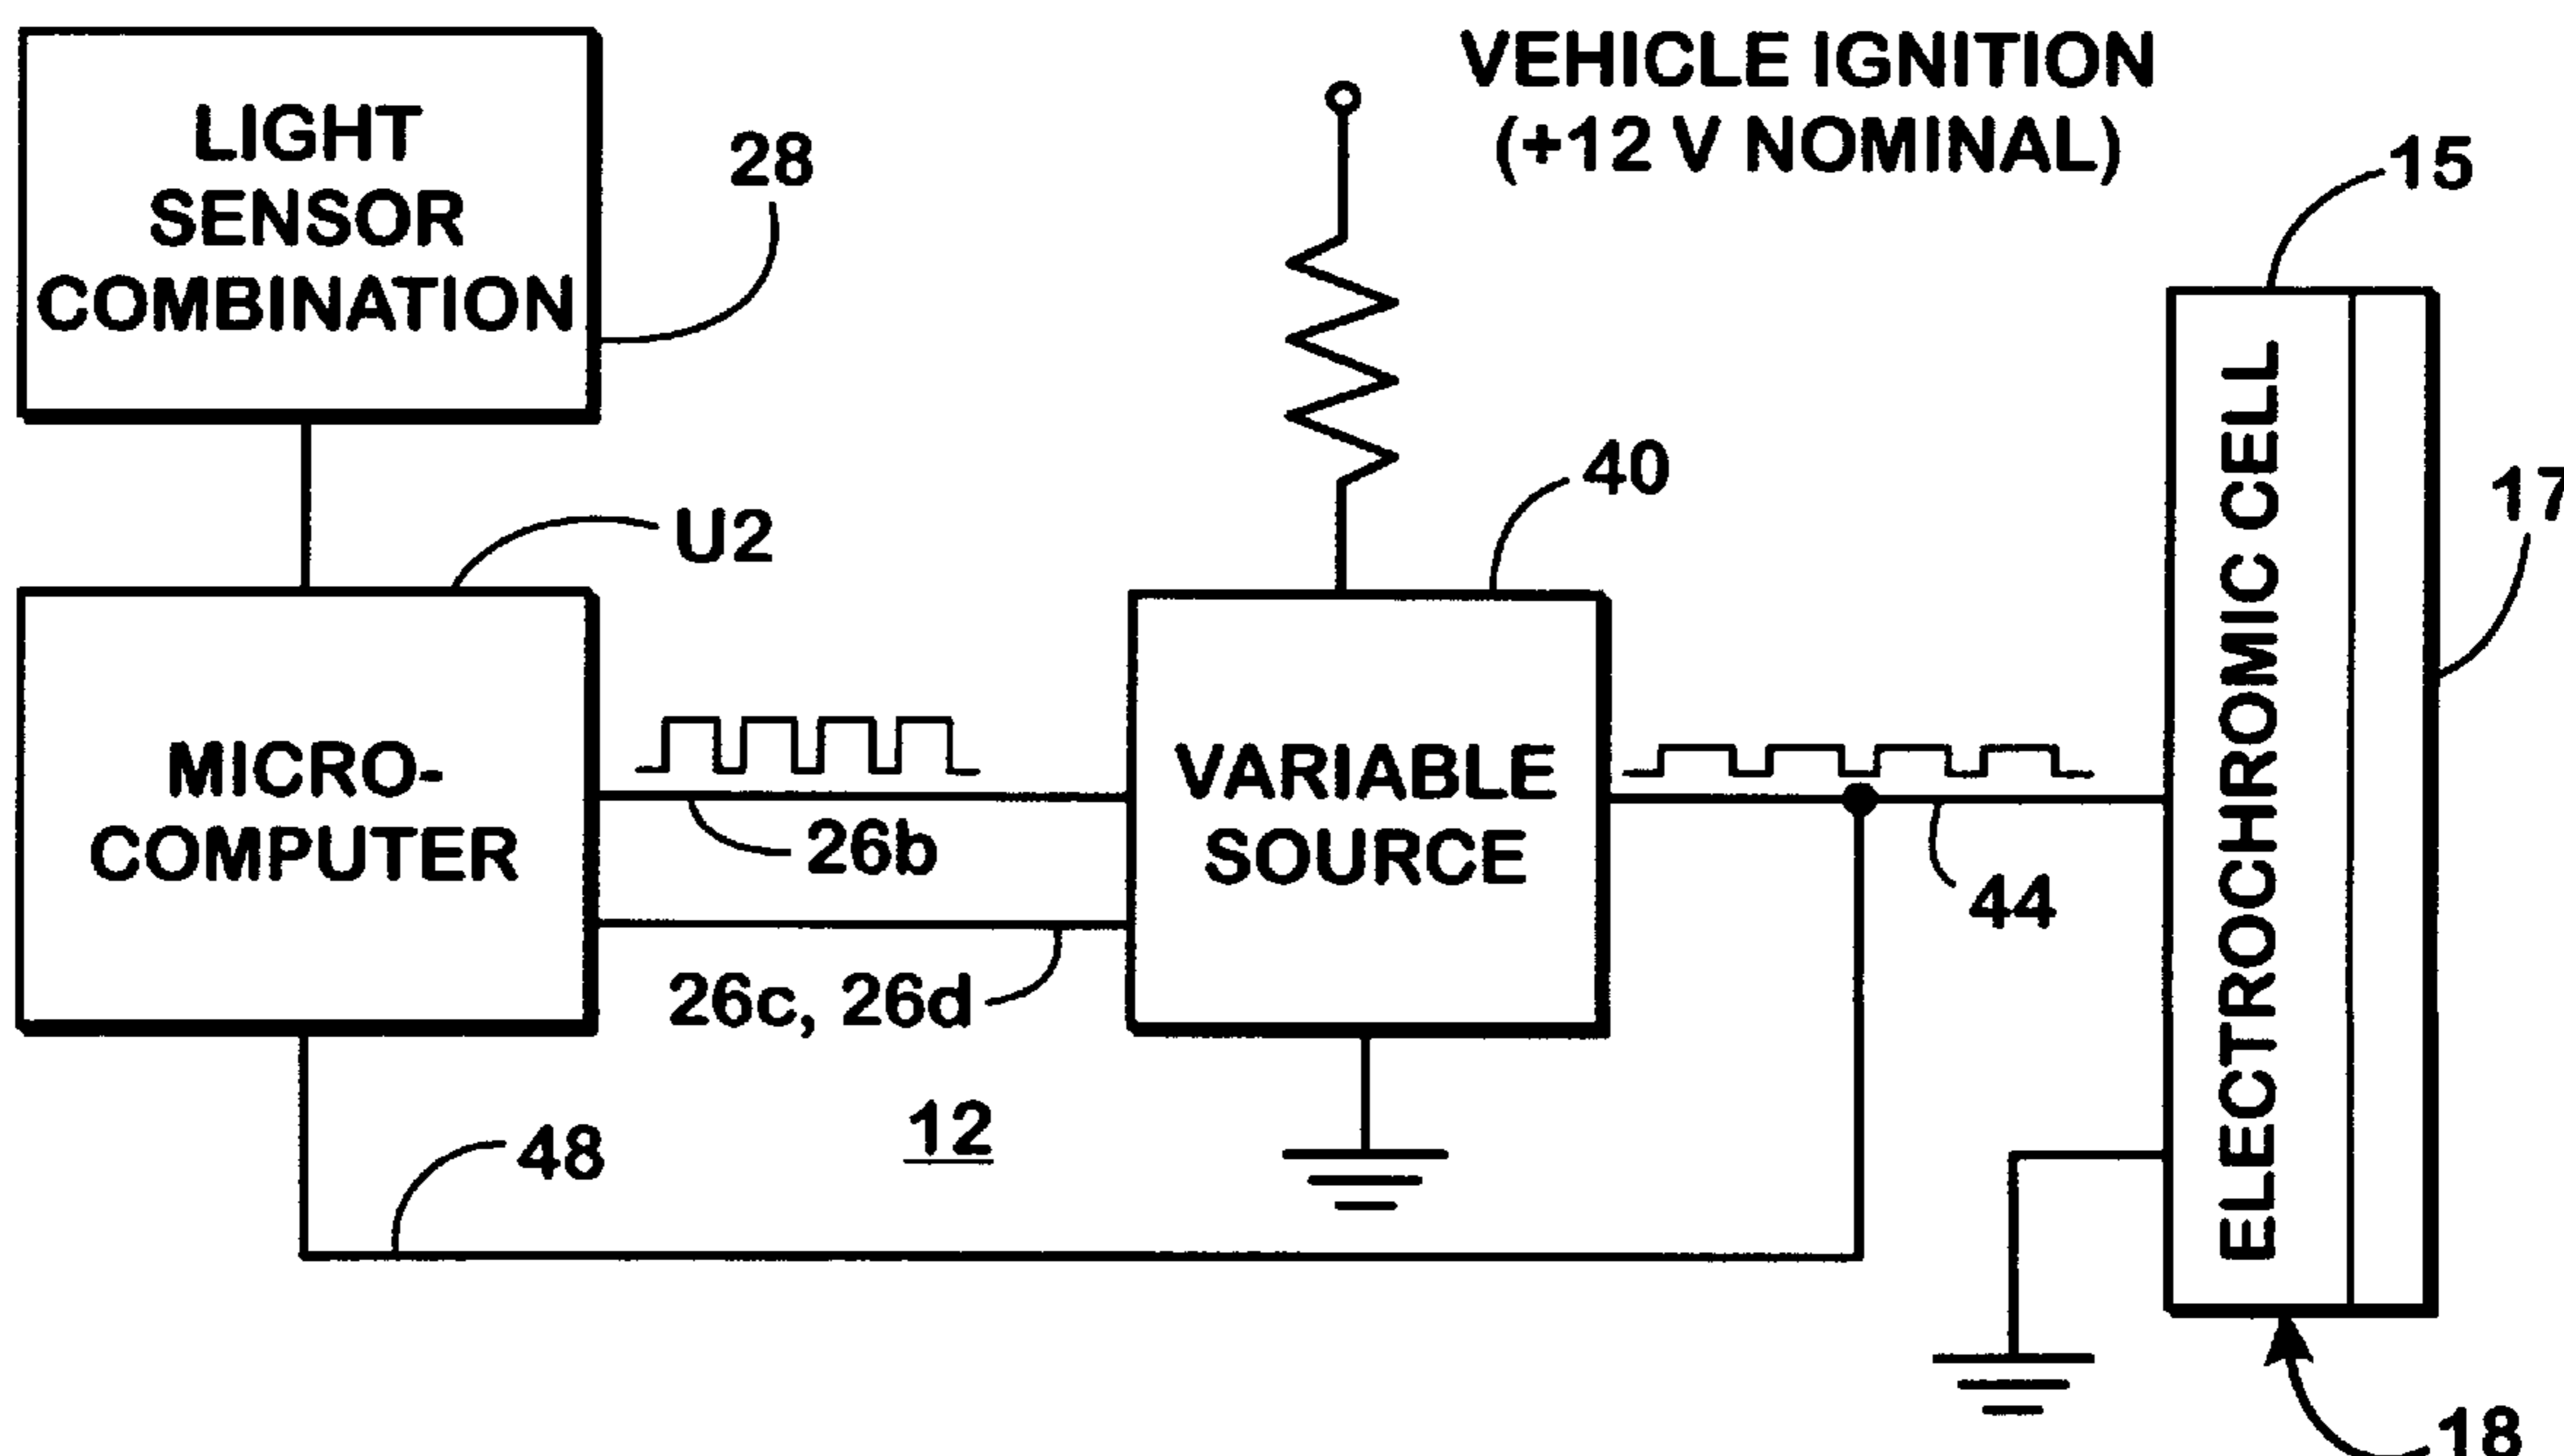 LIGHT
SENSOR
COMBINATION
28
VEHICLE IGNITION
(+12 V NOMINAL)
15
40
17
U2
MICRO-
COMPUTER
26b
26c, 26d
VARIABLE
SOURCE
44
ELECTROCHROMIC CELL
48
12
18